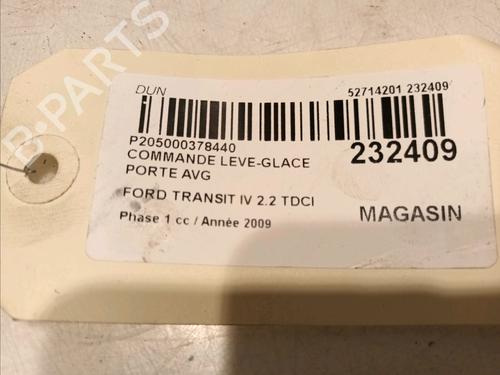 DUN
52714201 232409
P205000378440
COMMANDE LEVE-GLACE
PORTE AVG
232409
FORD TRANSIT IV 2.2 TDCI
Phase 1 cc / Année 2009
MAGASIN
B-PARTS